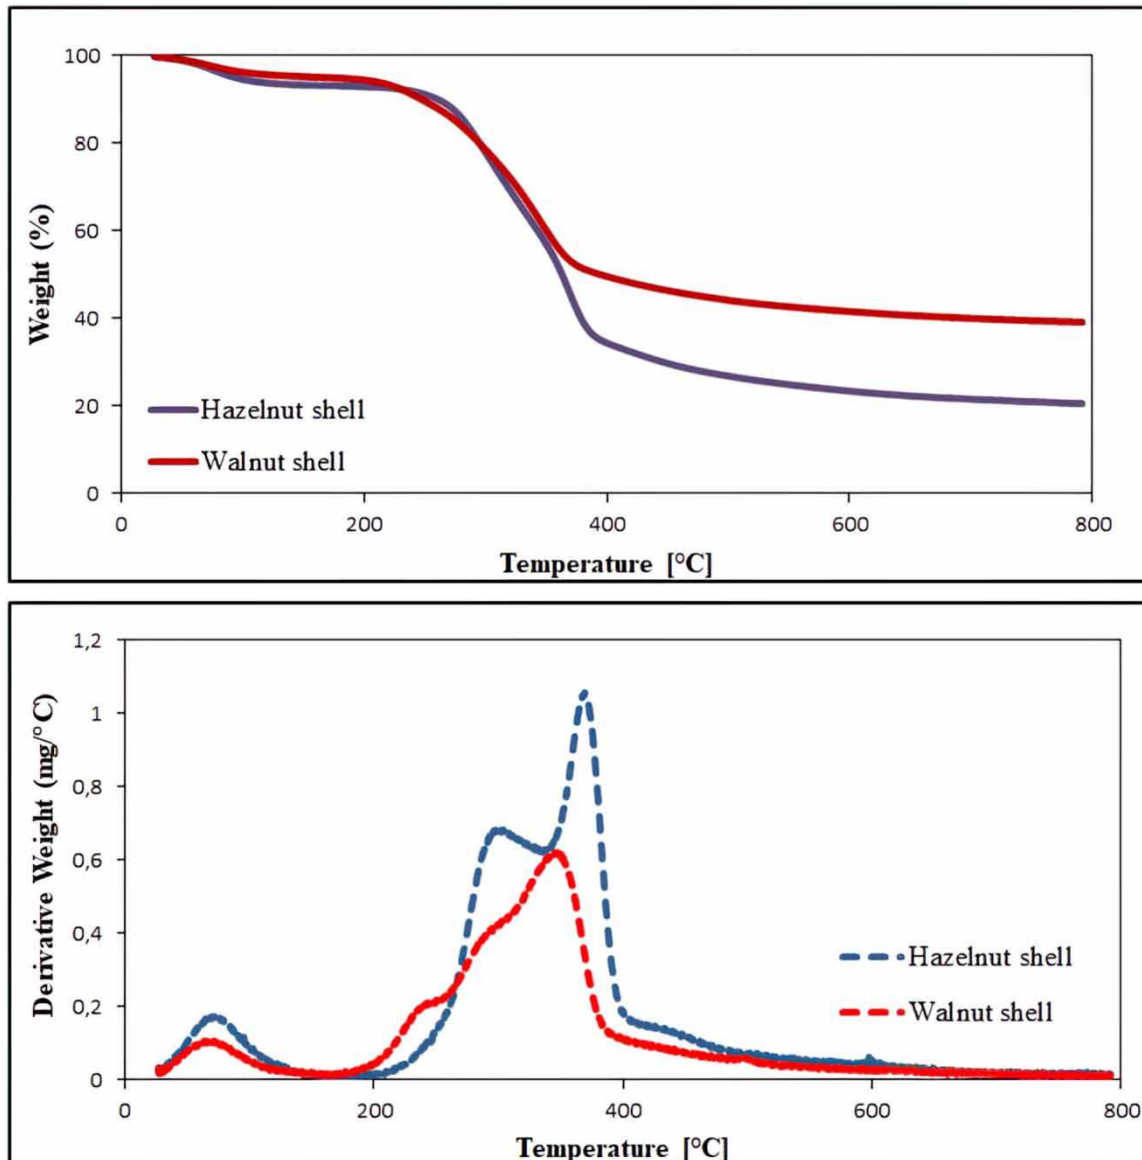 100
80
60
40
20
0
Weight (%)
Hazelnut shell
Walnut shell
0 200 400 600 800
Temperature [°C]
1,2
1
0,8
0,6
0,4
0,2
0
Derivative Weight (mg/°C)
Hazelnut shell
Walnut shell
0 200 400 600 800
Temperature [°C]